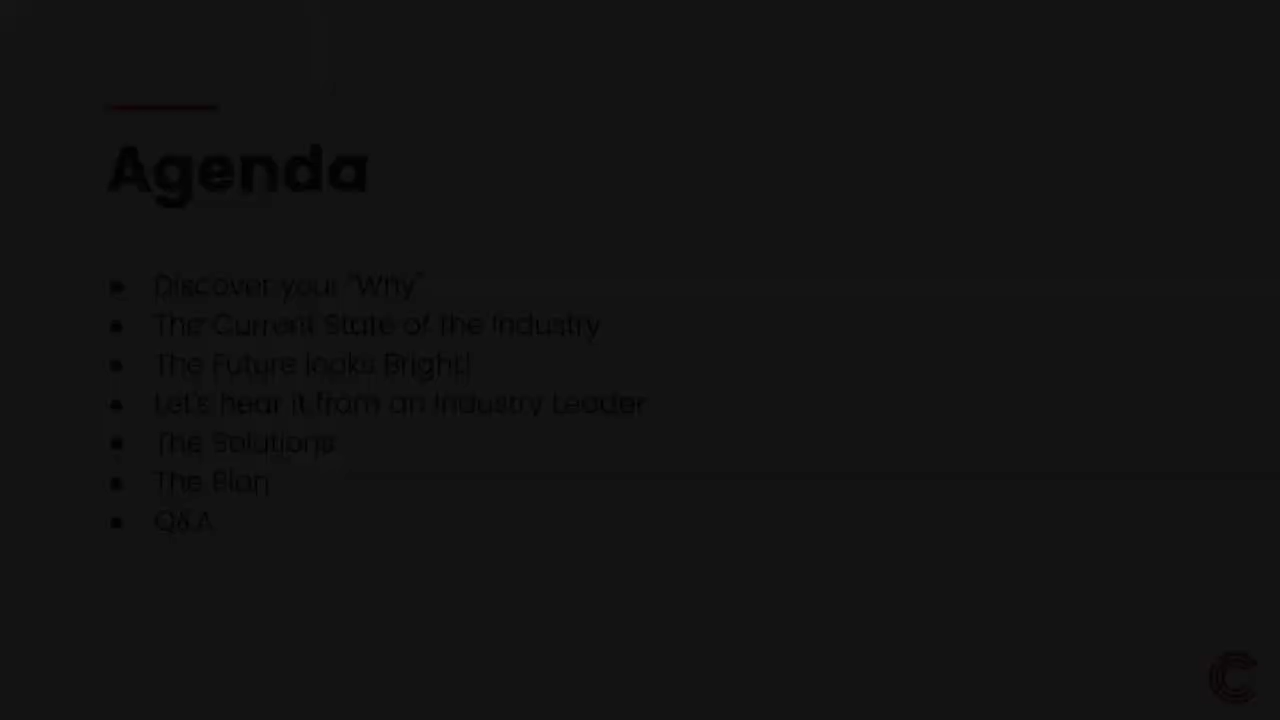 Agenda
● Discover your "Why"
● The Current State of the Industry
● The Future looks Bright!
● Let's hear it from an Industry Leader
● The Solutions
● The Plan
● Q&A